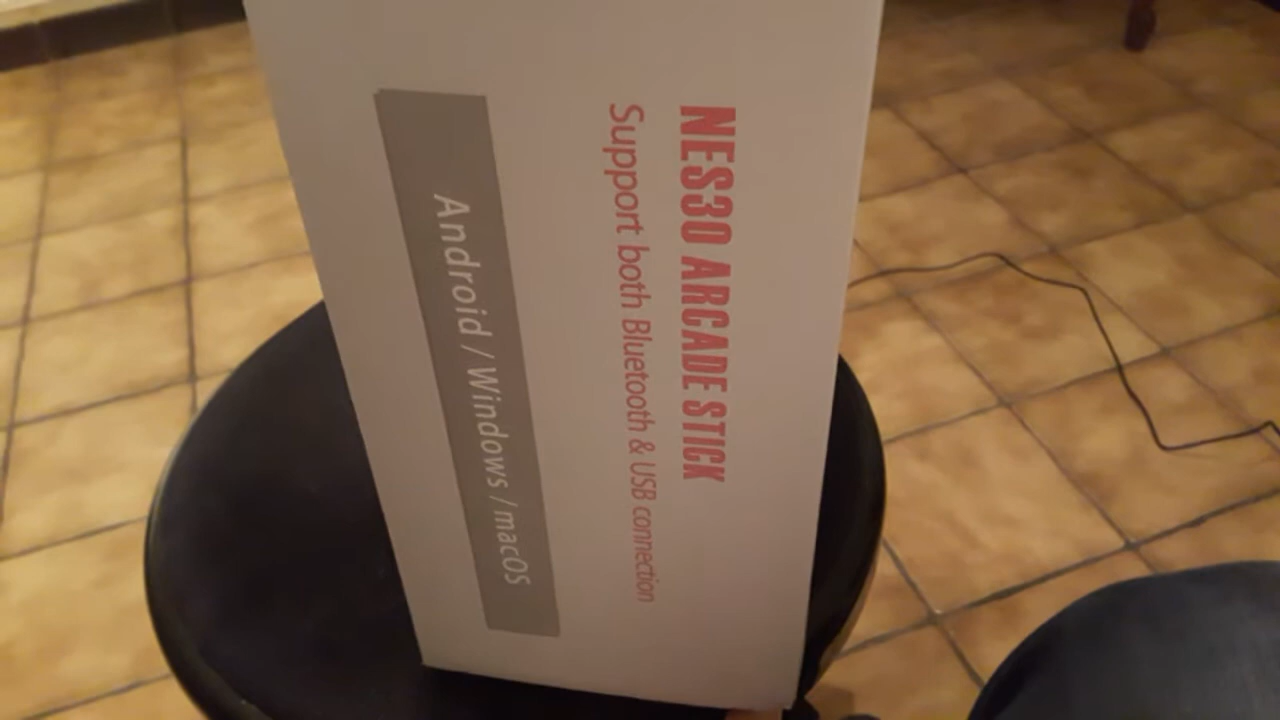 NES30 ARCADE STICK
Support both Bluetooth & USB connection
Android / Windows / macOS